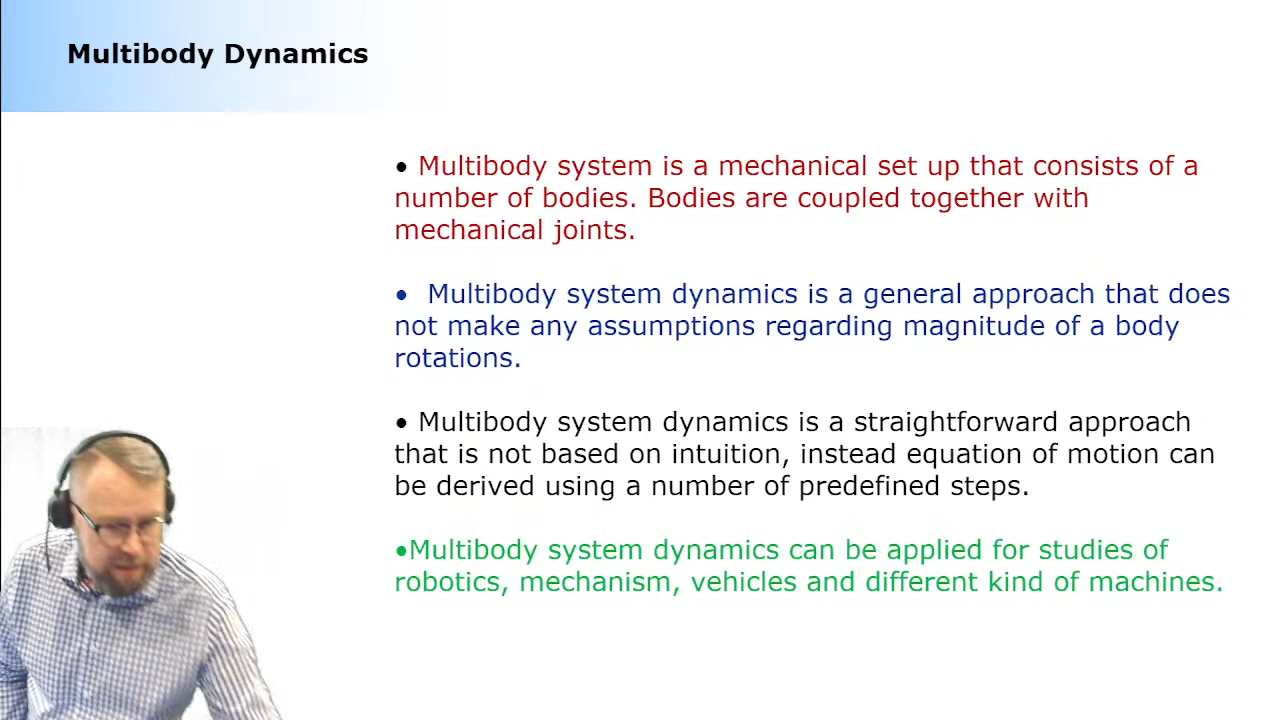 Multibody Dynamics
• Multibody system is a mechanical set up that consists of a
number of bodies. Bodies are coupled together with
mechanical joints.
• Multibody system dynamics is a general approach that does
not make any assumptions regarding magnitude of a body
rotations.
• Multibody system dynamics is a straightforward approach
that is not based on intuition, instead equation of motion can
be derived using a number of predefined steps.
•Multibody system dynamics can be applied for studies of
robotics, mechanism, vehicles and different kind of machines.